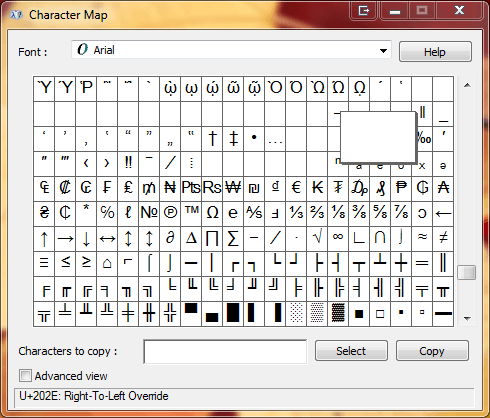 Character Map
Font :
O Arial
Help
Ὺ Ύ Ῥ ῭ ΅ ` ῲ ῳ ῴ ῶ ῷ Ὸ Ό Ὼ Ώ ῼ ´ ῾
‖ _
‘ ’ ‚ ‛ “ ” „ ‟ † ‡ • … ‰ ′
″ ‴ ‹ › ‼ ‾ ⁄ ⁞ ⁿ ₓ ₔ
₠ ₡ ₢ ₣ ₤ ₥ ₦ ₧ ₨ ₩ ₪ ₫ € ₭ ₮ ₯ ₰ ₱ ₲ ₳
₴ ₵ ℅ ℓ № ℗ ™ Ω ℮ ⅍ ⅎ ⅓ ⅔ ⅛ ⅜ ⅝ ⅞ ↄ ←
↑ → ↓ ↔ ↕ ↨ ∂ ∆ ∏ ∑ − ∕ ∙ √ ∞ ∟ ∩ ∫ ≈ ≠
≡ ≤ ≥ ⌂ ⌐ ⌠ ⌡ ─ │ ┌ ┐ └ ┘ ├ ┤ ┬ ┴ ┼ ═ ║
╒ ╓ ╔ ╕ ╖ ╗ ╘ ╙ ╚ ╛ ╜ ╝ ╞ ╟ ╠ ╡ ╢ ╣ ╤ ╥
╦ ╧ ╨ ╩ ╪ ╫ ╬ ▀ ▄ █ ▌ ▐ ░ ▒ ▓ ■ □ ▪ ▫ ▬
Characters to copy :
Select
Copy
Advanced view
U+202E: Right-To-Left Override